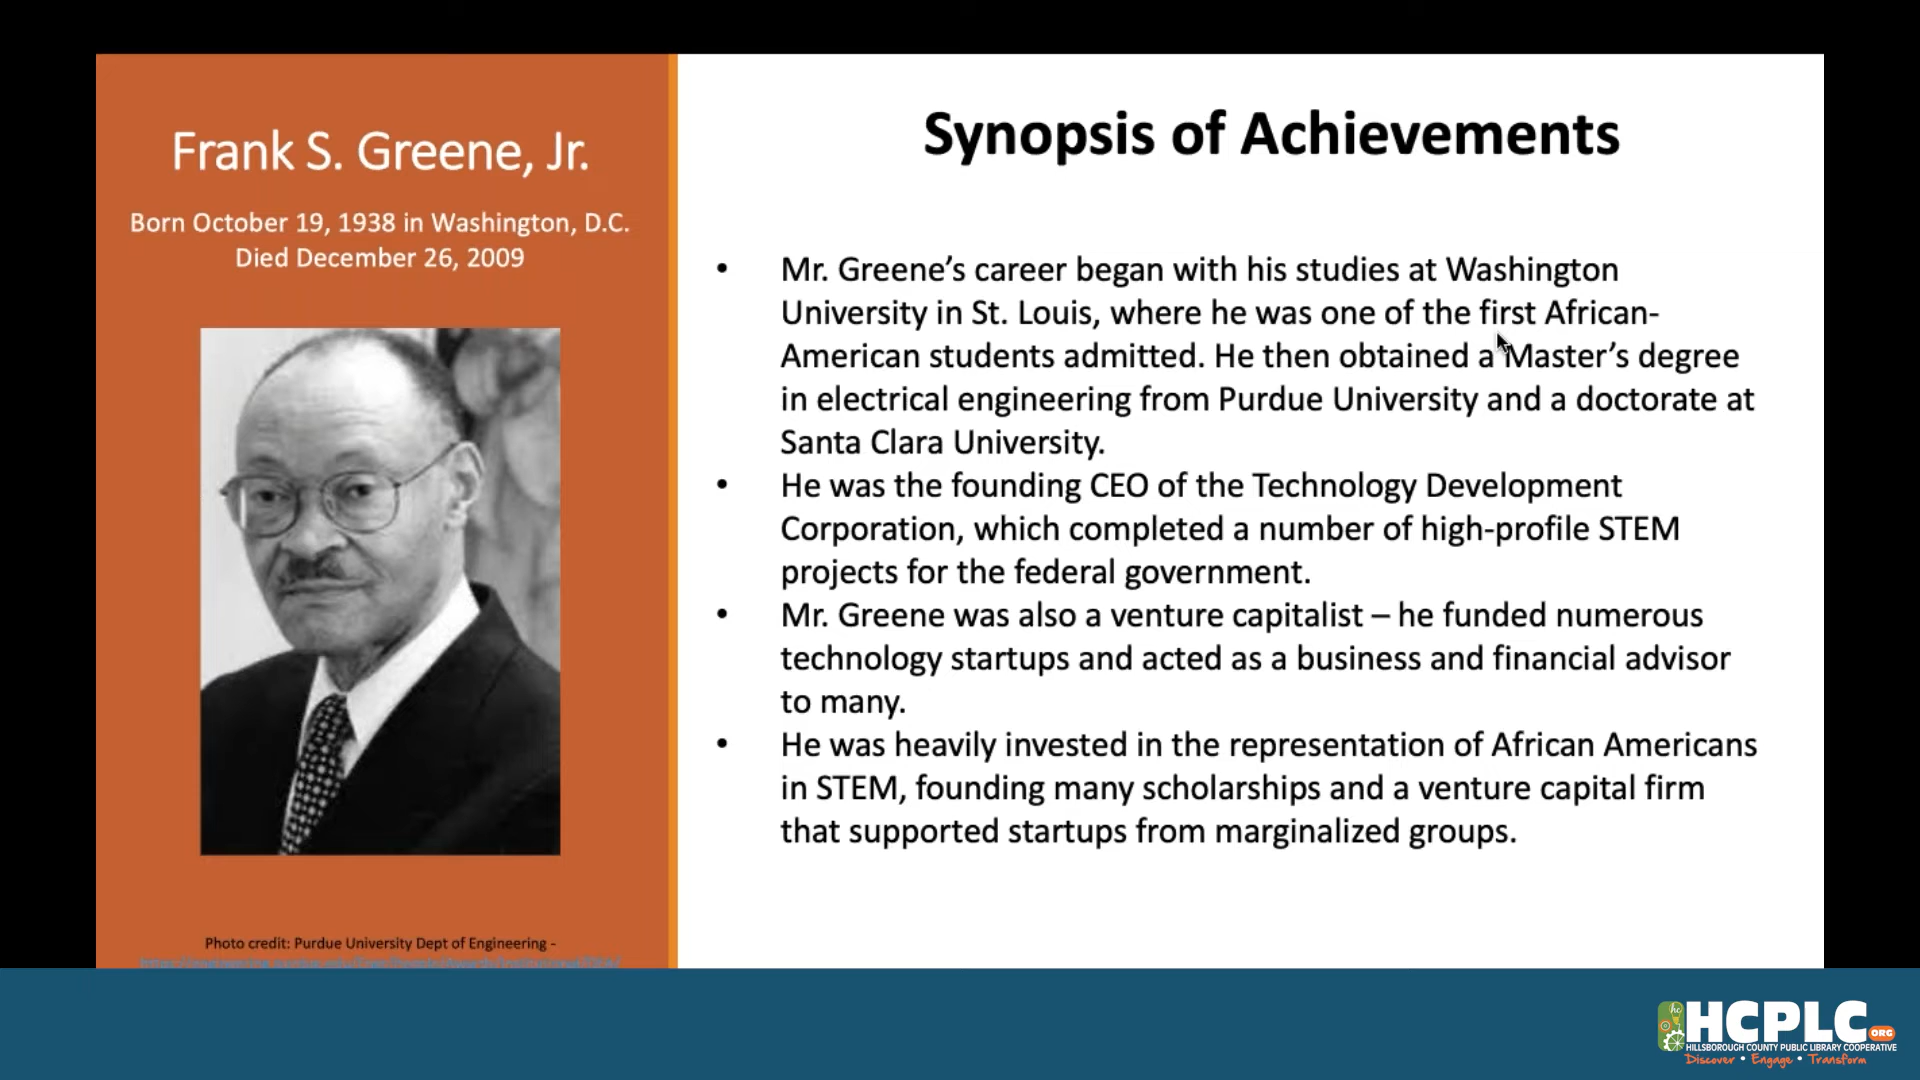 Frank S. Greene, Jr.
Born October 19, 1938 in Washington, D.C.
Died December 26, 2009
Photo credit: Purdue University Dept of Engineering -
Synopsis of Achievements
• Mr. Greene’s career began with his studies at Washington
University in St. Louis, where he was one of the first African-
American students admitted. He then obtained a Master’s degree
in electrical engineering from Purdue University and a doctorate at
Santa Clara University.
• He was the founding CEO of the Technology Development
Corporation, which completed a number of high-profile STEM
projects for the federal government.
• Mr. Greene was also a venture capitalist – he funded numerous
technology startups and acted as a business and financial advisor
to many.
• He was heavily invested in the representation of African Americans
in STEM, founding many scholarships and a venture capital firm
that supported startups from marginalized groups.
hc
HCPLC.ORG
HILLSBOROUGH COUNTY PUBLIC LIBRARY COOPERATIVE
Discover • Engage • Transform